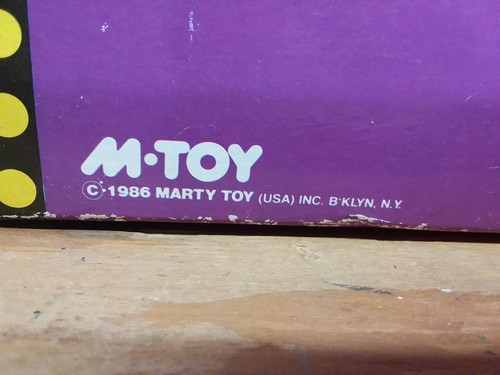 M·TOY
© 1986 MARTY TOY (USA) INC. B'KLYN, N.Y.